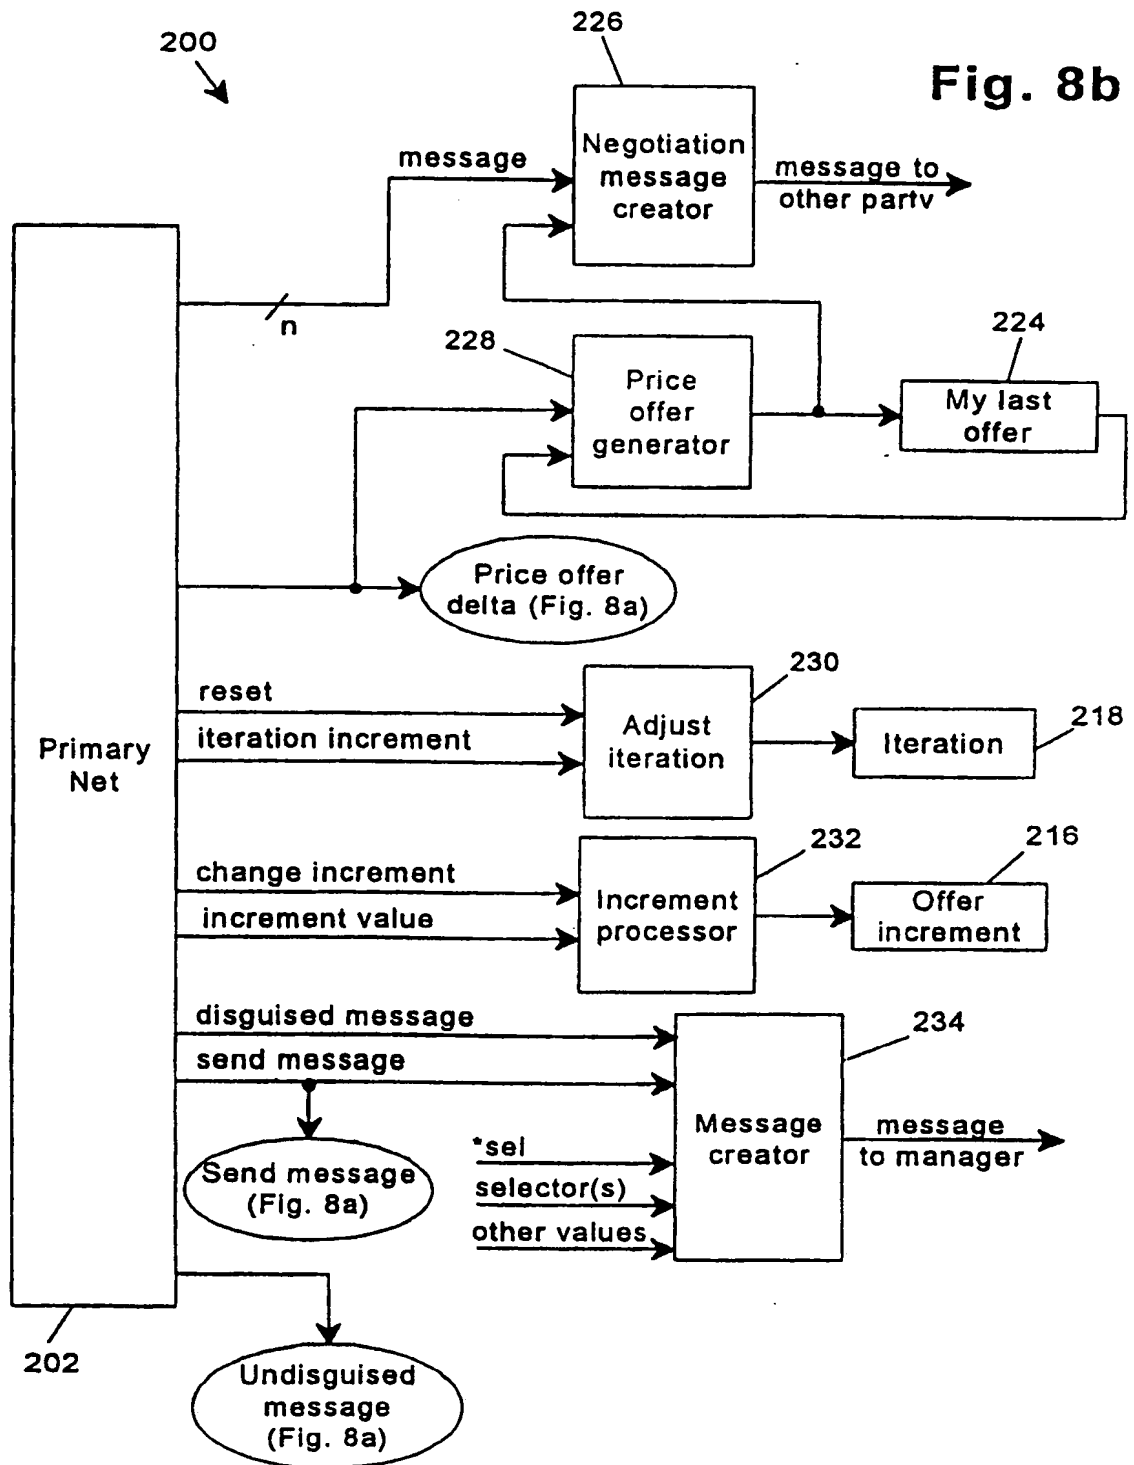 200
226
Fig. 8b
Negotiation
message
creator
message
message to
other party
n
228
Price
offer
generator
224
My last
offer
Price offer
delta (Fig. 8a)
Primary
Net
reset
iteration increment
230
Adjust
iteration
Iteration
218
change increment
increment value
232
Increment
processor
216
Offer
increment
disguised message
send message
234
Send message
(Fig. 8a)
*sel
selector(s)
other values
Message
creator
message
to manager
202
Undisguised
message
(Fig. 8a)